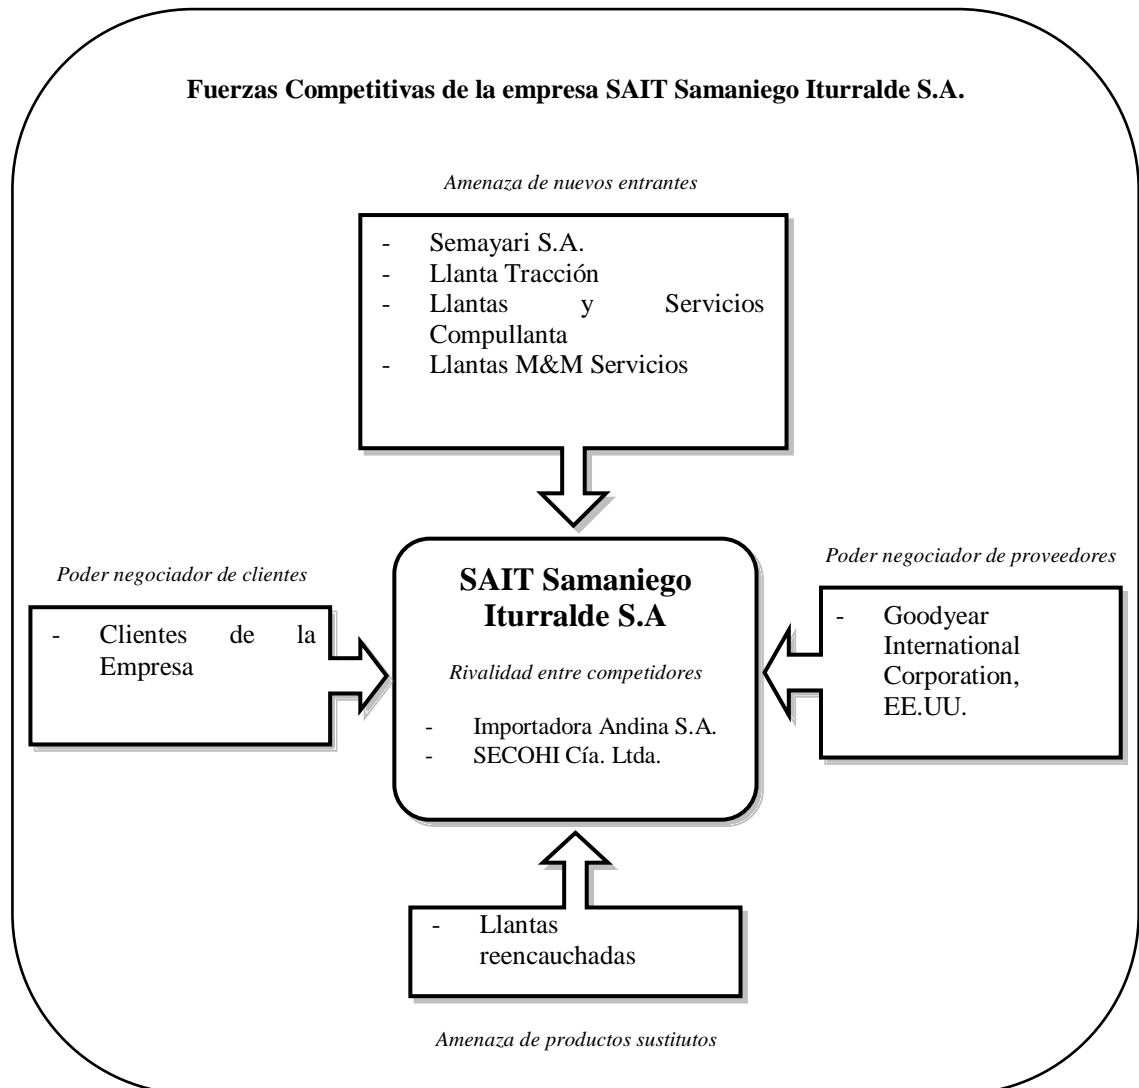 Fuerzas Competitivas de la empresa SAIT Samaniego Iturralde S.A.
Amenaza de nuevos entrantes
- Semayari S.A.
- Llanta Tracción
- Llantas y Servicios
Compullanta
- Llantas M&M Servicios
Poder negociador de clientes
- Clientes de la
Empresa
SAIT Samaniego
Iturralde S.A
Rivalidad entre competidores
- Importadora Andina S.A.
- SECOHI Cía. Ltda.
Poder negociador de proveedores
- Goodyear
International
Corporation,
EE.UU.
- Llantas
reencauchadas
Amenaza de productos sustitutos